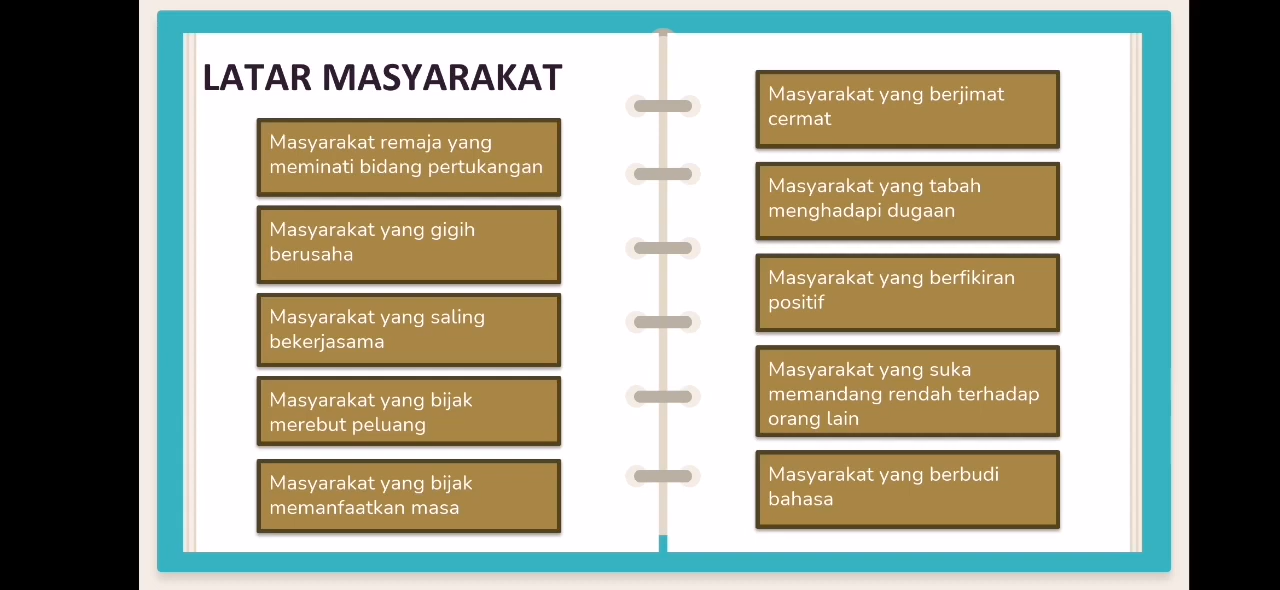 LATAR MASYARAKAT
Masyarakat remaja yang
meminati bidang pertukangan
Masyarakat yang gigih
berusaha
Masyarakat yang saling
bekerjasama
Masyarakat yang bijak
merebut peluang
Masyarakat yang bijak
memanfaatkan masa
Masyarakat yang berjimat
cermat
Masyarakat yang tabah
menghadapi dugaan
Masyarakat yang berfikiran
positif
Masyarakat yang suka
memandang rendah terhadap
orang lain
Masyarakat yang berbudi
bahasa